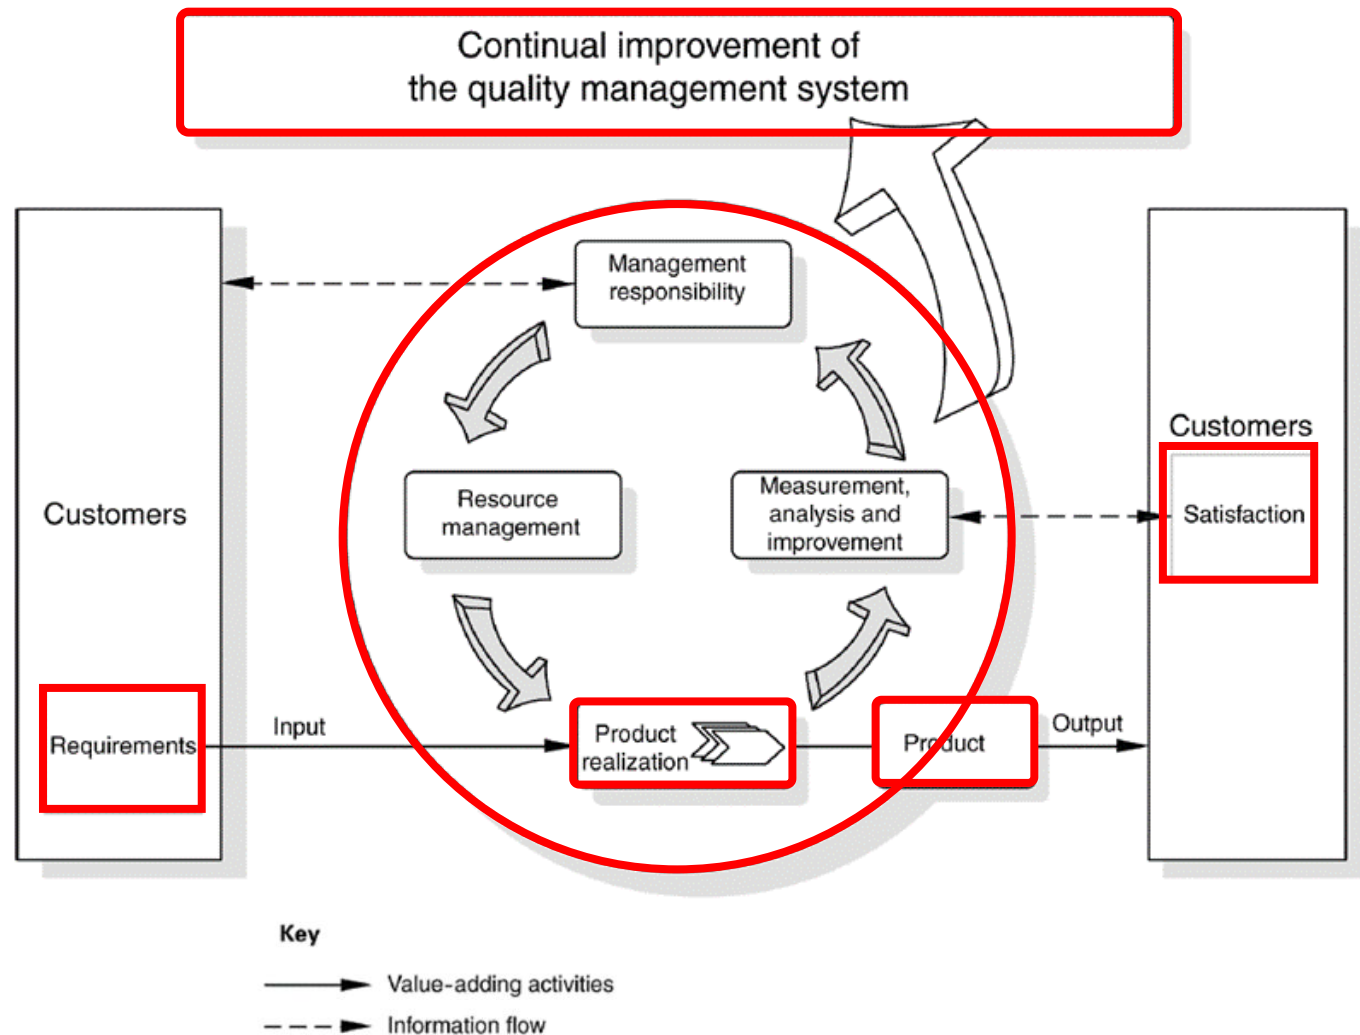 Continual improvement of
the quality management system
Management
responsibility
Customers
Resource
management
Measurement,
analysis and
improvement
Customers
Satisfaction
Requirements
Input
Product
realization
Product
Output
Key
Value-adding activities
Information flow